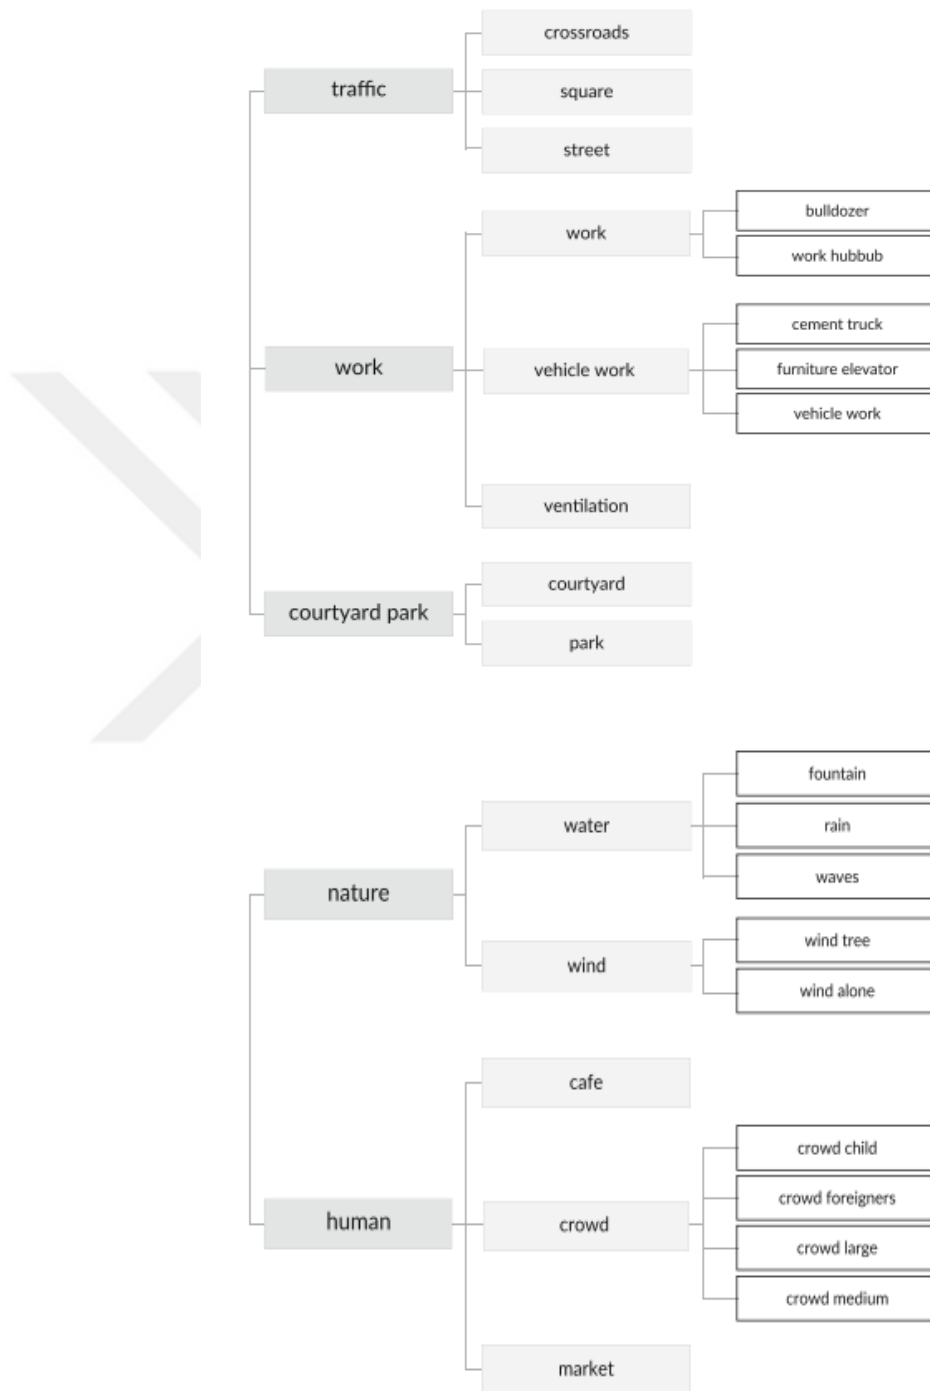 traffic
crossroads
square
street
work
work
bulldozer
work hubbub
vehicle work
cement truck
furniture elevator
vehicle work
ventilation
courtyard park
courtyard
park
nature
water
fountain
rain
waves
wind
wind tree
wind alone
human
cafe
crowd
crowd child
crowd foreigners
crowd large
crowd medium
market